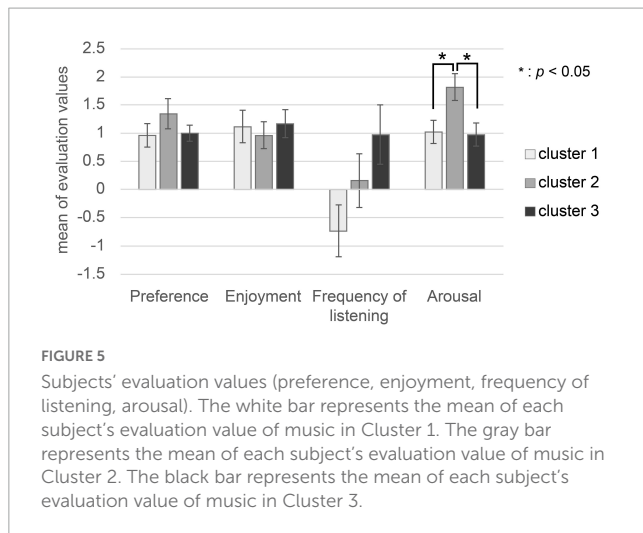 2.5
2
1.5
1
0.5
0
-0.5
-1
-1.5
mean of evaluation values
Preference
Enjoyment
Frequency of
listening
Arousal
* *
* : p < 0.05
cluster 1
cluster 2
cluster 3
FIGURE 5
Subjects’ evaluation values (preference, enjoyment, frequency of
listening, arousal). The white bar represents the mean of each
subject’s evaluation value of music in Cluster 1. The gray bar
represents the mean of each subject’s evaluation value of music in
Cluster 2. The black bar represents the mean of each subject’s
evaluation value of music in Cluster 3.